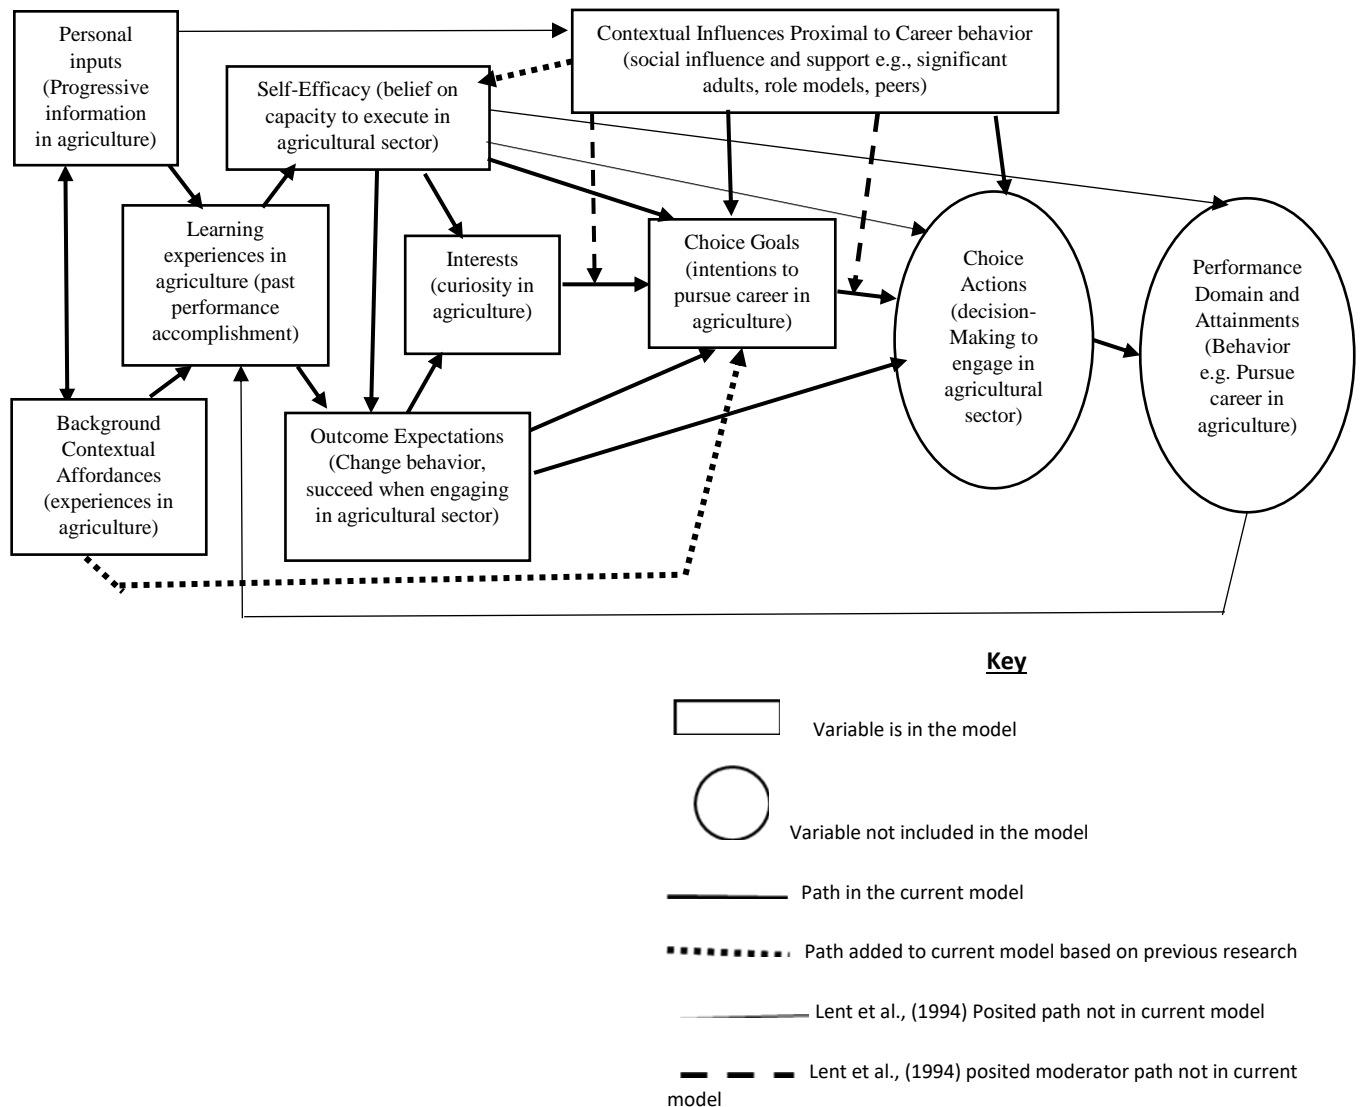 Personal
inputs
(Progressive
information
in agriculture)
Contextual Influences Proximal to Career behavior
(social influence and support e.g., significant
adults, role models, peers)
Self-Efficacy (belief on
capacity to execute in
agricultural sector)
Learning
experiences in
agriculture (past
performance
accomplishment)
Interests
(curiosity in
agriculture)
Choice Goals
(intentions to
pursue career in
agriculture)
Choice
Actions
(decision-
Making to
engage in
agricultural
sector)
Performance
Domain and
Attainments
(Behavior
e.g. Pursue
career in
agriculture)
Background
Contextual
Affordances
(experiences in
agriculture)
Outcome Expectations
(Change behavior,
succeed when engaging
in agricultural sector)
Key
Variable is in the model
Variable not included in the model
Path in the current model
Path added to current model based on previous research
Lent et al., (1994) Posited path not in current model
Lent et al., (1994) posited moderator path not in current
model